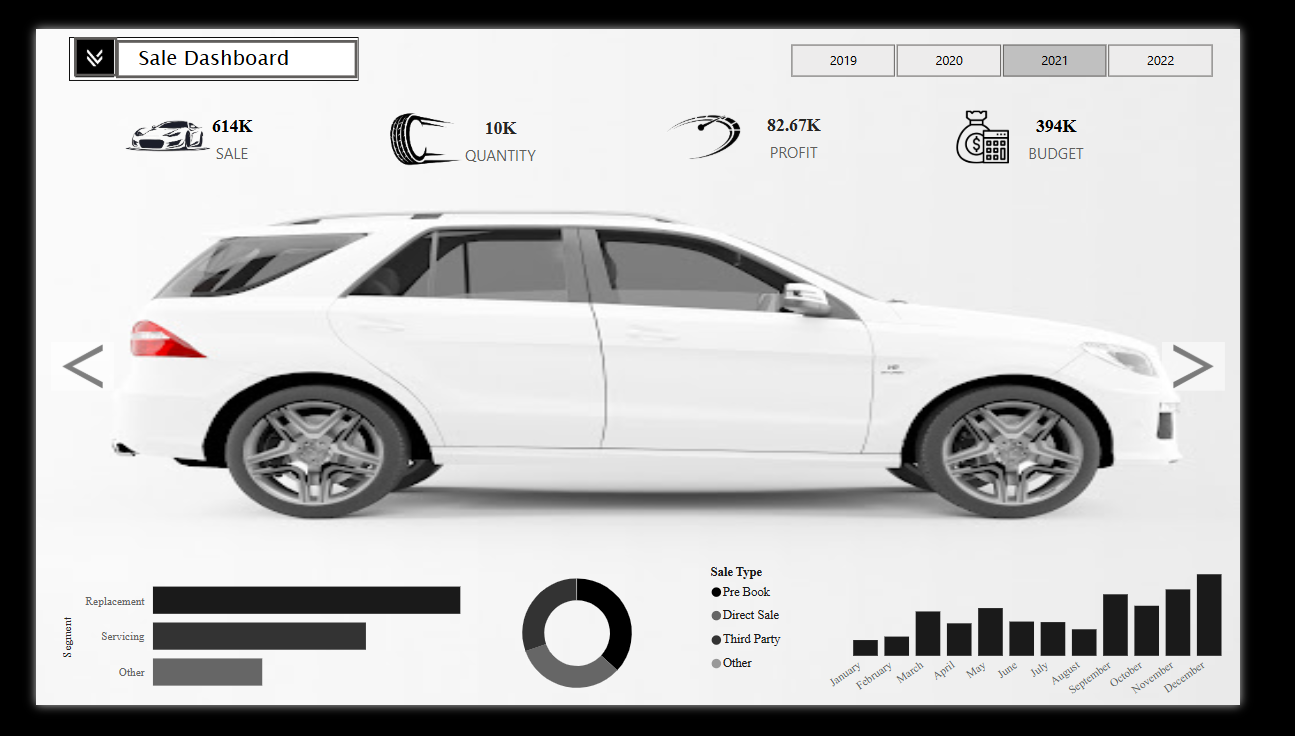 Sale Dashboard
2019
2020
2021
2022
614K
SALE
10K
QUANTITY
82.67K
PROFIT
394K
BUDGET
Segment
Replacement
Servicing
Other
Sale Type
Pre Book
Direct Sale
Third Party
Other
January
February
March
April
May
June
July
August
September
October
November
December